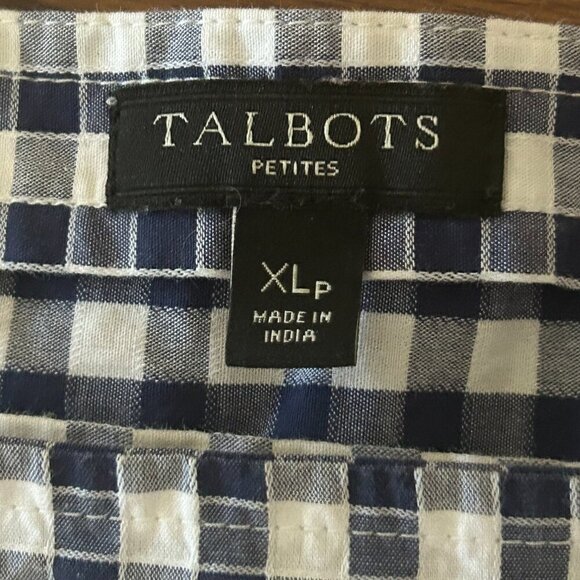 TALBOTS
PETITES
XLP
MADE IN
INDIA